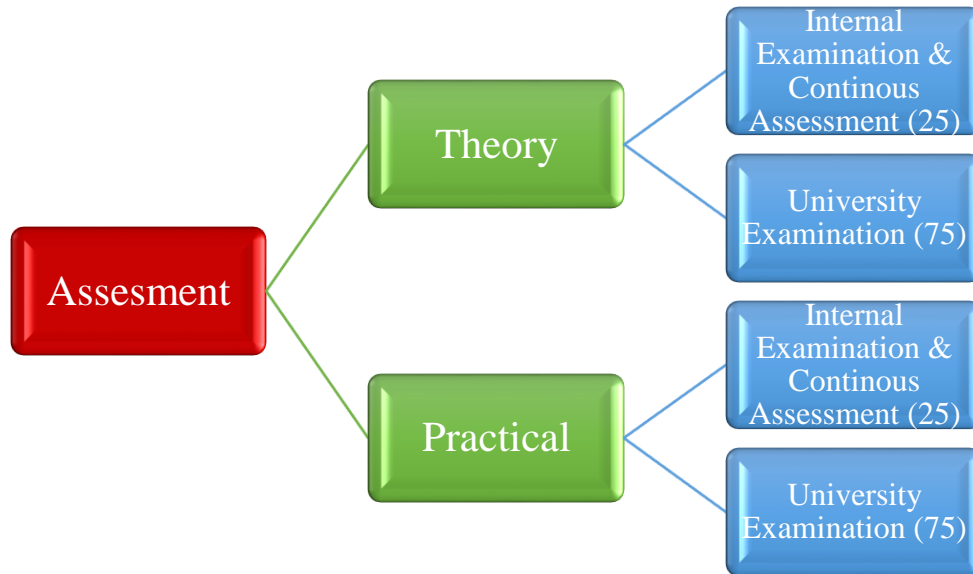 Assesment
Theory
Internal
Examination &
Continous
Assessment (25)
University
Examination (75)
Practical
Internal
Examination &
Continous
Assessment (25)
University
Examination (75)